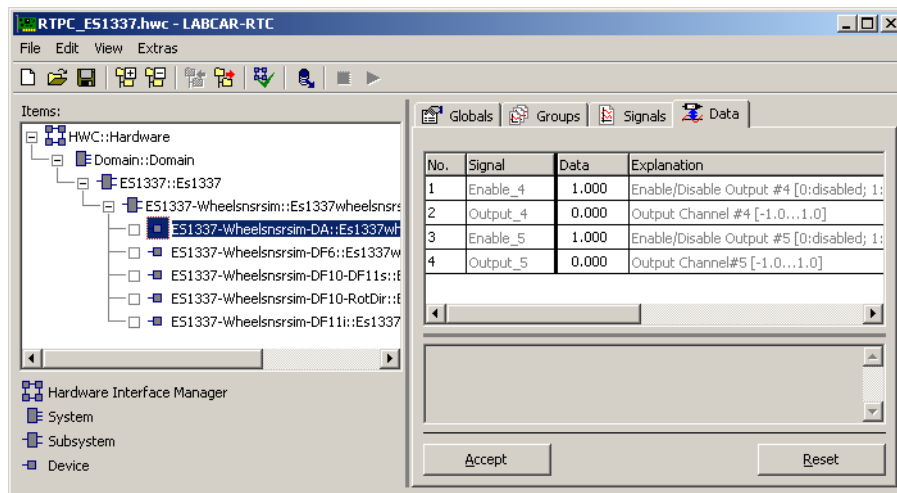 RTPC_ES1337.hwc - LABCAR-RTC
File Edit View Extras
Items:
HWC::Hardware
Domain::Domain
ES1337::Es1337
ES1337-Wheelsnsrsim::Es1337wheelsnsrs
ES1337-Wheelsnsrsim-DA::Es1337wh
ES1337-Wheelsnsrsim-DF6::Es1337w
ES1337-Wheelsnsrsim-DF10-DF11s::E
ES1337-Wheelsnsrsim-DF10-RotDir::E
ES1337-Wheelsnsrsim-DF11i::Es1337
Hardware Interface Manager
System
Subsystem
Device
Globals Groups Signals Data
No. Signal Data Explanation
1 Enable_4 1.000 Enable/Disable Output #4 [0:disabled; 1:
2 Output_4 0.000 Output Channel #4 [-1.0...1.0]
3 Enable_5 1.000 Enable/Disable Output #5 [0:disabled; 1:
4 Output_5 0.000 Output Channel#5 [-1.0...1.0]
Accept Reset